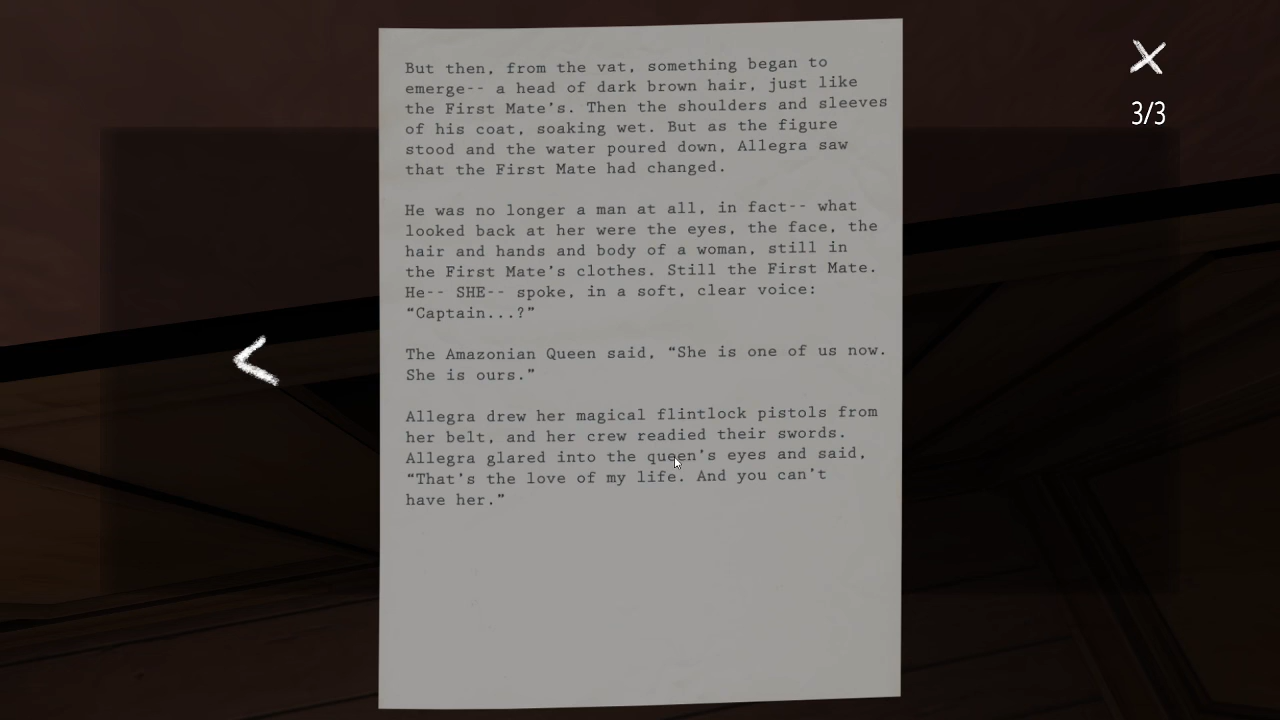 But then, from the vat, something began to
emerge-- a head of dark brown hair, just like
the First Mate's. Then the shoulders and sleeves
of his coat, soaking wet. But as the figure
stood and the water poured down, Allegra saw
that the First Mate had changed.
He was no longer a man at all, in fact-- what
looked back at her were the eyes, the face, the
hair and hands and body of a woman, still in
the First Mate's clothes. Still the First Mate.
He-- SHE-- spoke, in a soft, clear voice:
“Captain...?”
The Amazonian Queen said, “She is one of us now.
She is ours.”
Allegra drew her magical flintlock pistols from
her belt, and her crew readied their swords.
Allegra glared into the queen's eyes and said,
“That's the love of my life. And you can't
have her.”
3/3